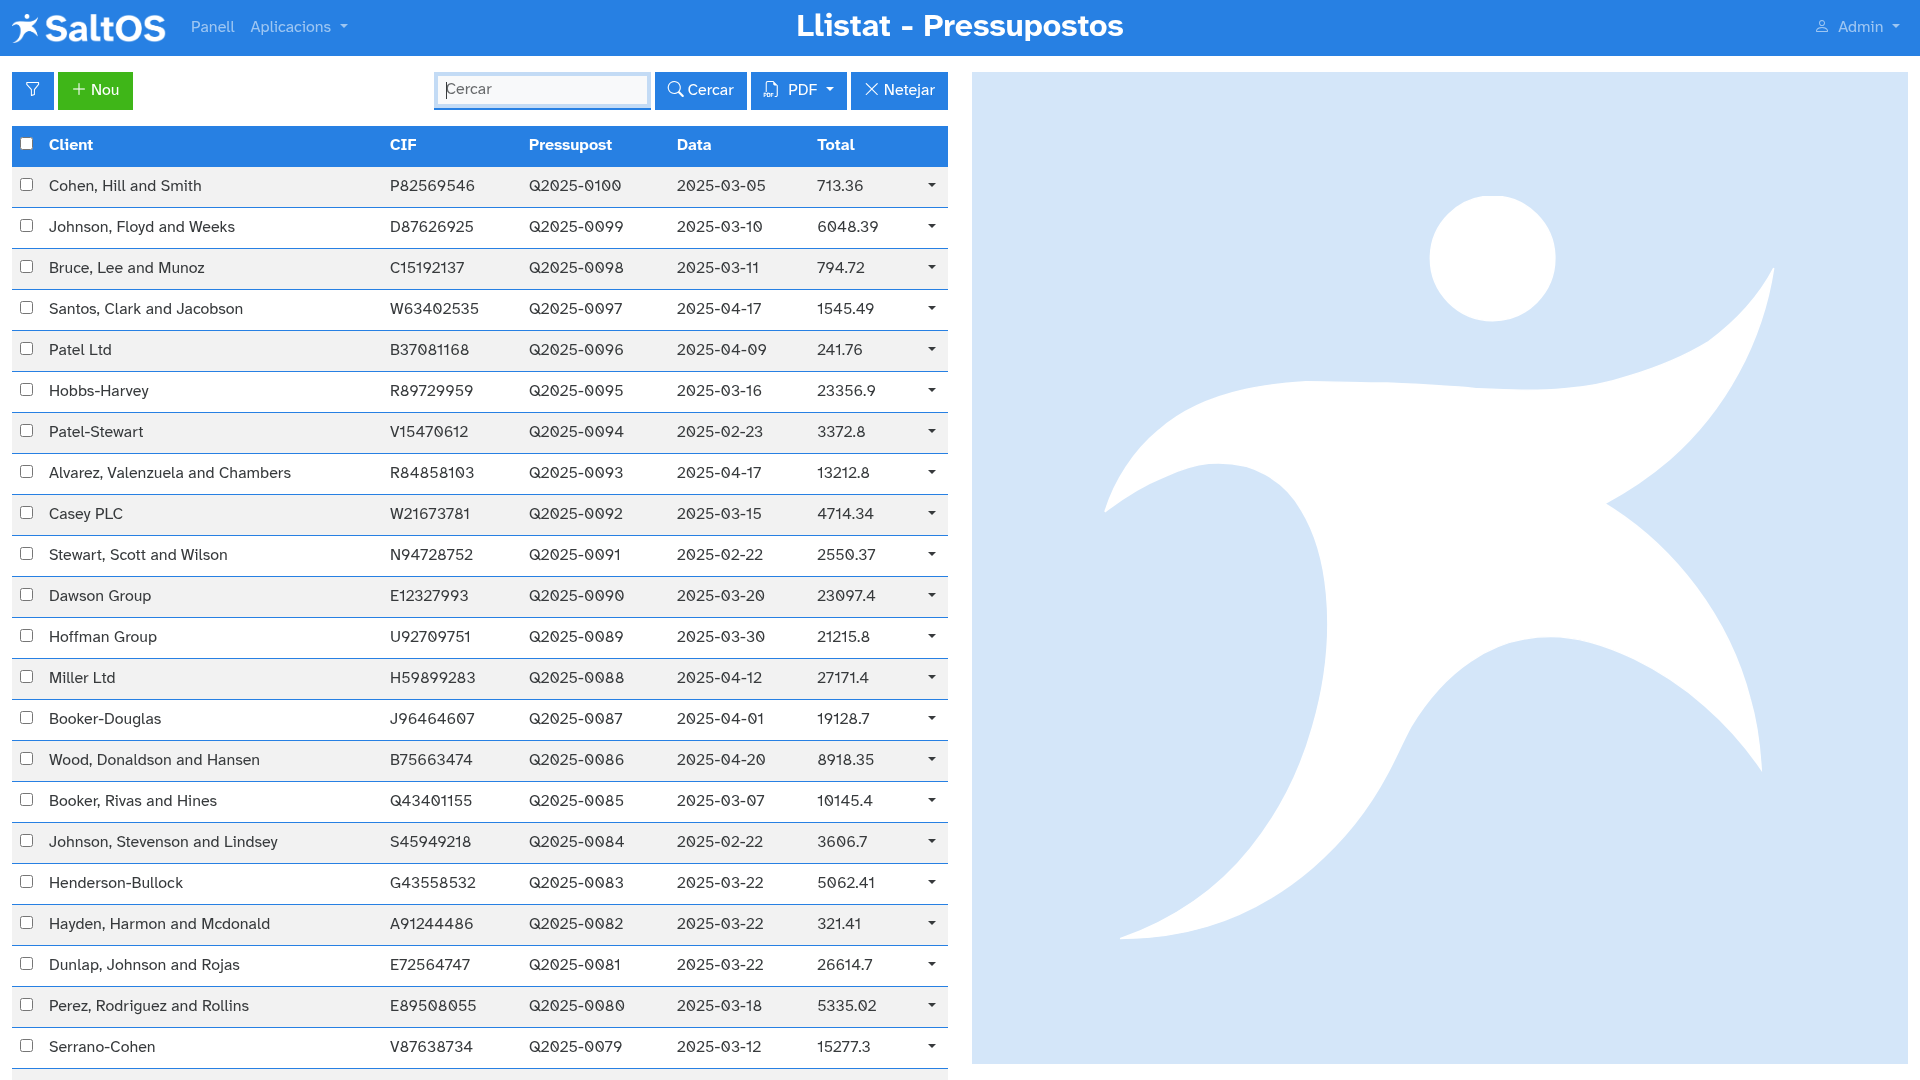 SaltOS Panell Aplicacions Llistat - Pressupostos Admin
Nou Cercar Cercar PDF Netejar
Client CIF Pressupost Data Total
Cohen, Hill and Smith P82569546 Q2025-0100 2025-03-05 713.36
Johnson, Floyd and Weeks D87626925 Q2025-0099 2025-03-10 6048.39
Bruce, Lee and Munoz C15192137 Q2025-0098 2025-03-11 794.72
Santos, Clark and Jacobson W63402535 Q2025-0097 2025-04-17 1545.49
Patel Ltd B37081168 Q2025-0096 2025-04-09 241.76
Hobbs-Harvey R89729959 Q2025-0095 2025-03-16 23356.9
Patel-Stewart V15470612 Q2025-0094 2025-02-23 3372.8
Alvarez, Valenzuela and Chambers R84858103 Q2025-0093 2025-04-17 13212.8
Casey PLC W21673781 Q2025-0092 2025-03-15 4714.34
Stewart, Scott and Wilson N94728752 Q2025-0091 2025-02-22 2550.37
Dawson Group E12327993 Q2025-0090 2025-03-20 23097.4
Hoffman Group U92709751 Q2025-0089 2025-03-30 21215.8
Miller Ltd H59899283 Q2025-0088 2025-04-12 27171.4
Booker-Douglas J96464607 Q2025-0087 2025-04-01 19128.7
Wood, Donaldson and Hansen B75663474 Q2025-0086 2025-04-20 8918.35
Booker, Rivas and Hines Q43401155 Q2025-0085 2025-03-07 10145.4
Johnson, Stevenson and Lindsey S45949218 Q2025-0084 2025-02-22 3606.7
Henderson-Bullock G43558532 Q2025-0083 2025-03-22 5062.41
Hayden, Harmon and Mcdonald A91244486 Q2025-0082 2025-03-22 321.41
Dunlap, Johnson and Rojas E72564747 Q2025-0081 2025-03-22 26614.7
Perez, Rodriguez and Rollins E89508055 Q2025-0080 2025-03-18 5335.02
Serrano-Cohen V87638734 Q2025-0079 2025-03-12 15277.3